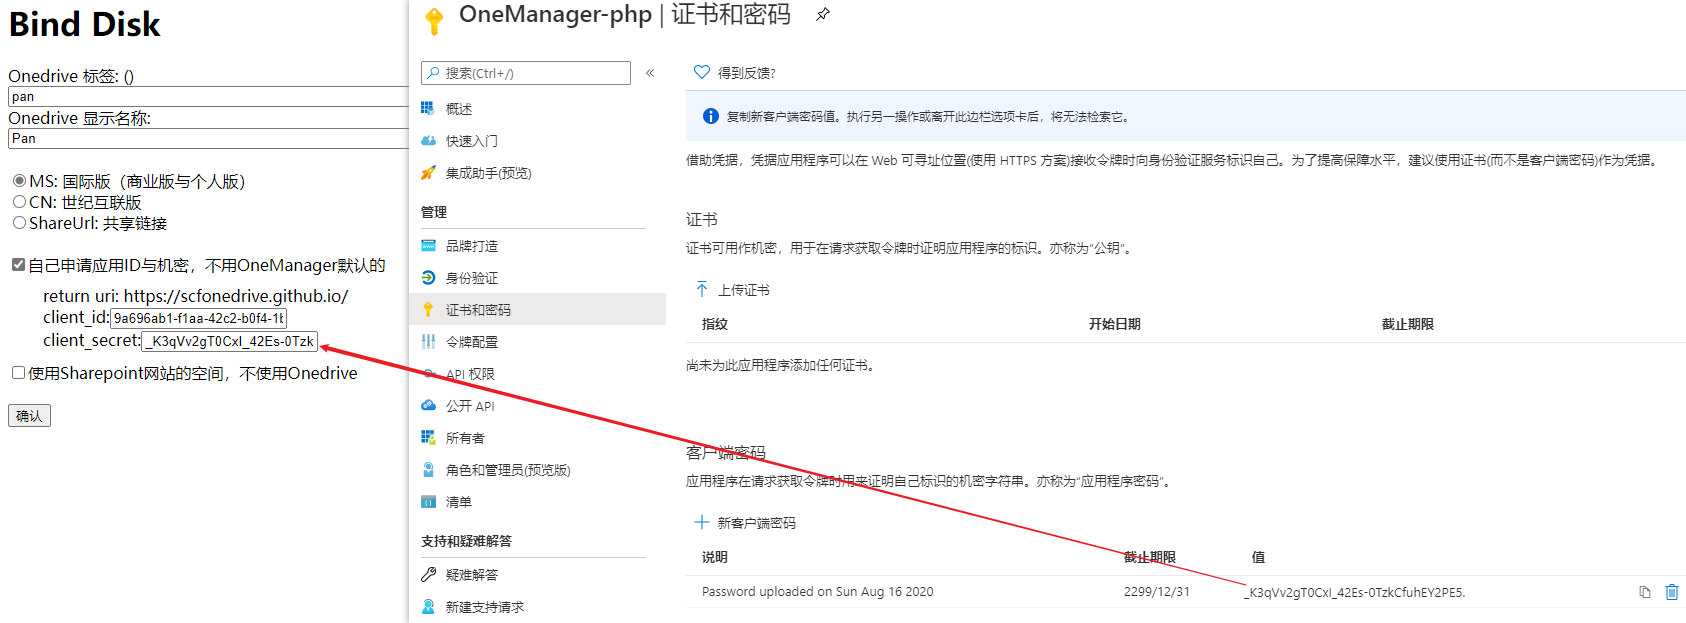 Bind Disk
Onedrive 标签: ()
pan
Onedrive 显示名称:
Pan
MS: 国际版（商业版与个人版）
CN: 世纪互联版
ShareUrl: 共享链接
自己申请应用ID与机密，不用OneManager默认的
return uri: https://scfonedrive.github.io/
client_id: 9a696ab1-f1aa-42c2-b0f4-1b
client_secret: _K3qVv2gT0CxI_42Es-0Tzk
使用Sharepoint网站的空间，不使用Onedrive
确认
OneManager-php | 证书和密码
搜索(Ctrl+/)
«
概述
快速入门
集成助手(预览)
管理
品牌打造
身份验证
证书和密码
令牌配置
API 权限
公开 API
所有者
角色和管理员(预览版)
清单
支持和疑难解答
疑难解答
新建支持请求
得到反馈?
复制新客户端密码值。执行另一操作或离开此边栏选项卡后，将无法检索它。
借助凭据，凭据应用程序可以在 Web 可寻址位置(使用 HTTPS 方案)接收令牌时向身份验证服务标识自己。为了提高保障水平，建议使用证书(而不是客户端密码)作为凭据。
证书
证书可用作机密，用于在请求获取令牌时证明应用程序的标识。亦称为“公钥”。
上传证书
指纹 开始日期 截止期限
尚未为此应用程序添加任何证书。
客户端密码
应用程序在请求获取令牌时用来证明自己标识的机密字符串。亦称为“应用程序密码”。
新客户端密码
说明 截止期限 值
Password uploaded on Sun Aug 16 2020 2299/12/31 _K3qVv2gT0CxI_42Es-0TzkCfuhEY2PE5.